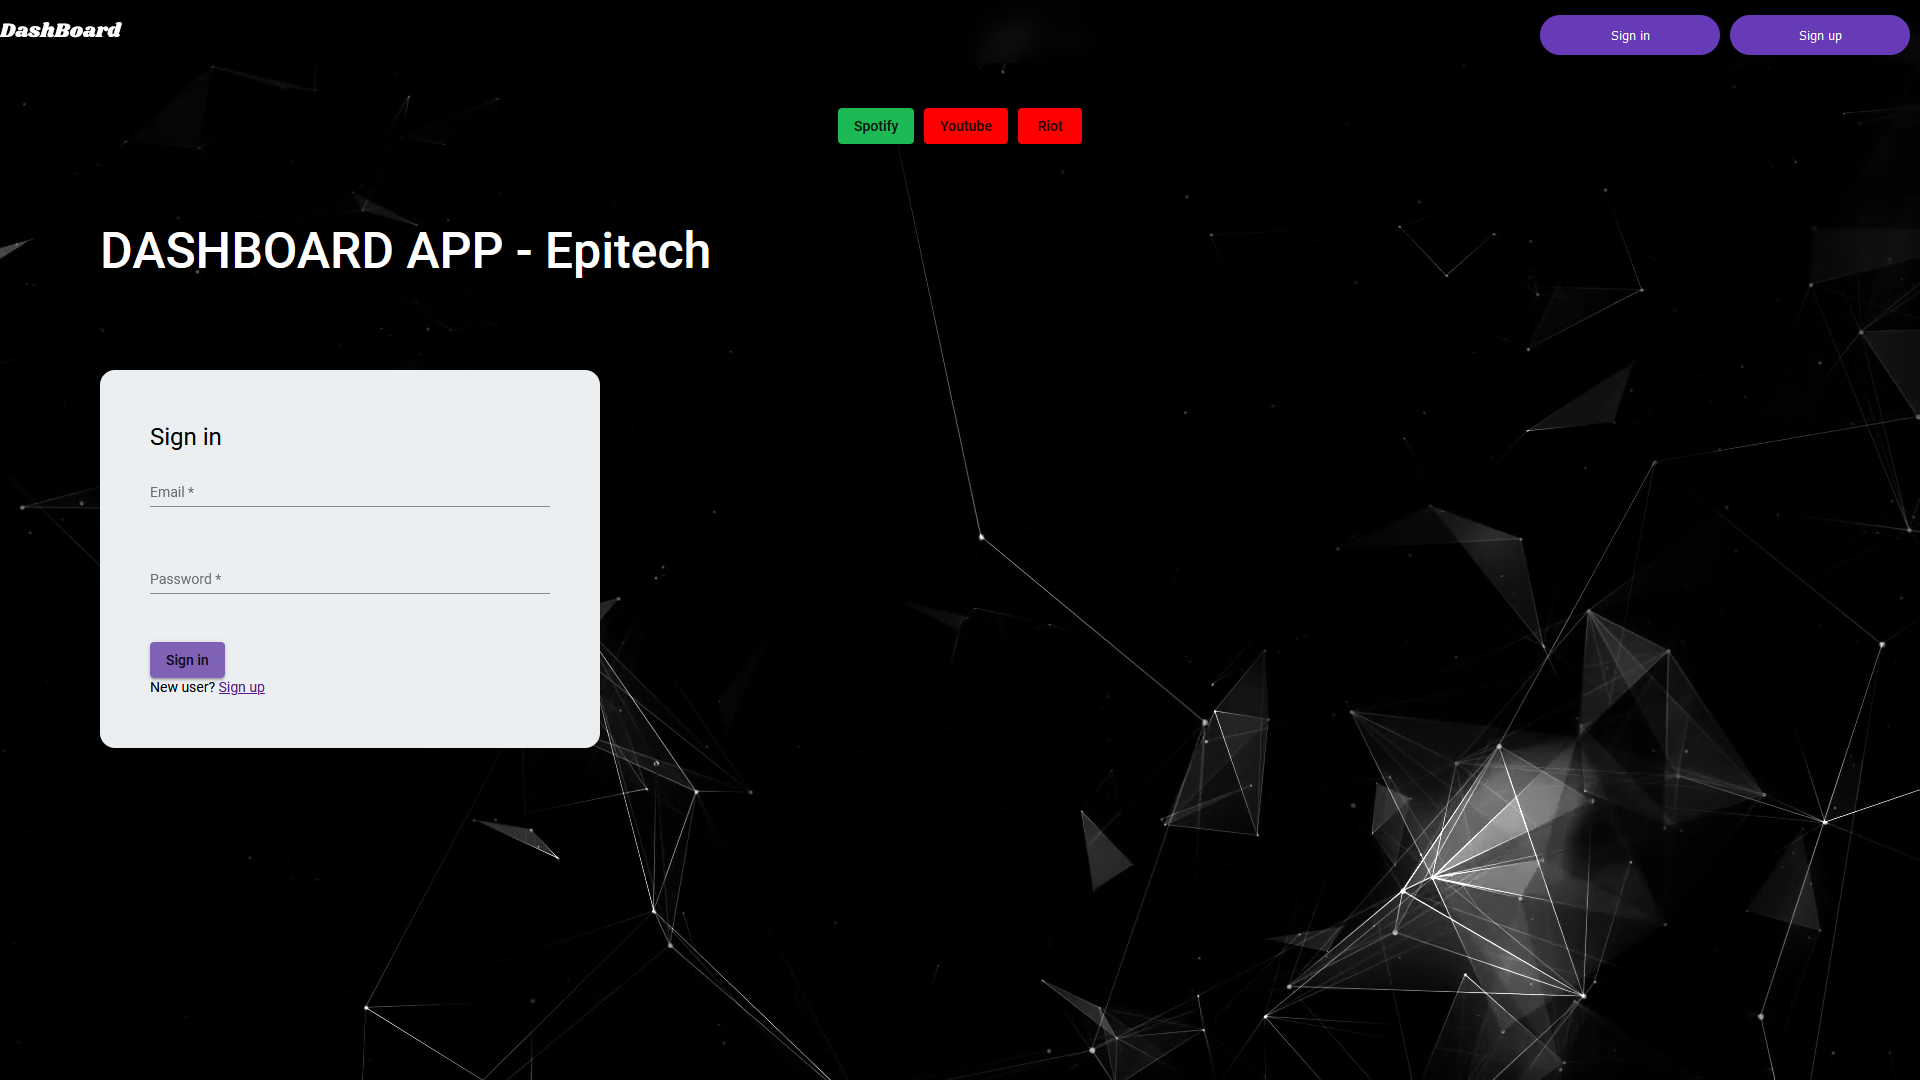 DashBoard
Sign in
Sign up
Spotify
Youtube
Riot
DASHBOARD APP - Epitech
Sign in
Email *
Password *
Sign in
New user? Sign up